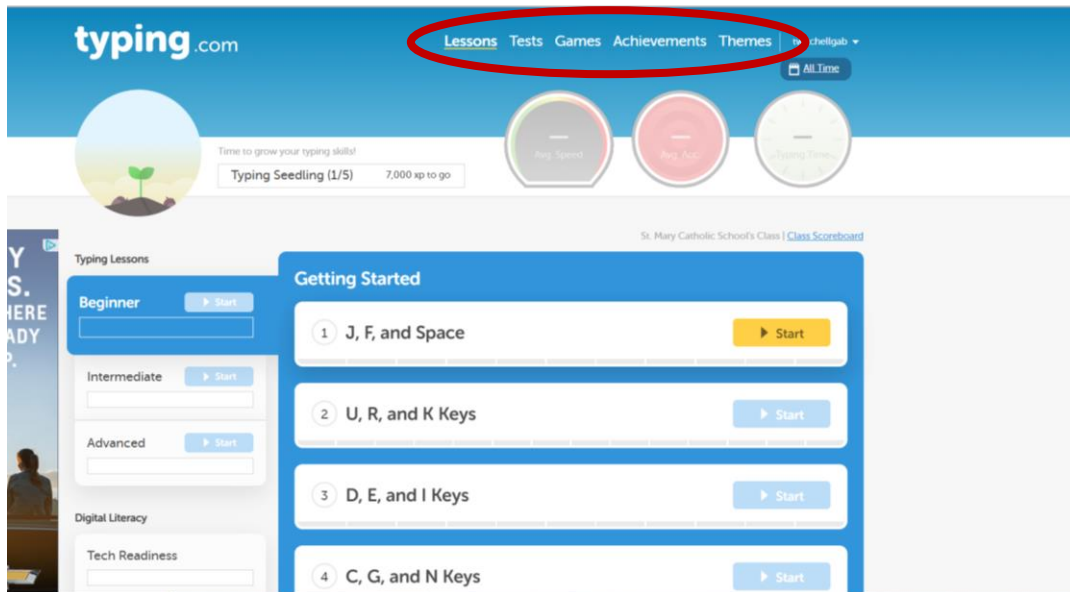 typing.com
Lessons Tests Games Achievements Themes
All Time
Time to grow your typing skills!
Typing Seedling (1/5) 7,000 xp to go
Avg. Speed
Avg. Acc.
Typing Time
St. Mary Catholic School's Class | Class Scoreboard
Typing Lessons
Beginner Start
Intermediate Start
Advanced Start
Digital Literacy
Tech Readiness
Getting Started
1 J, F, and Space Start
2 U, R, and K Keys Start
3 D, E, and I Keys Start
4 C, G, and N Keys Start